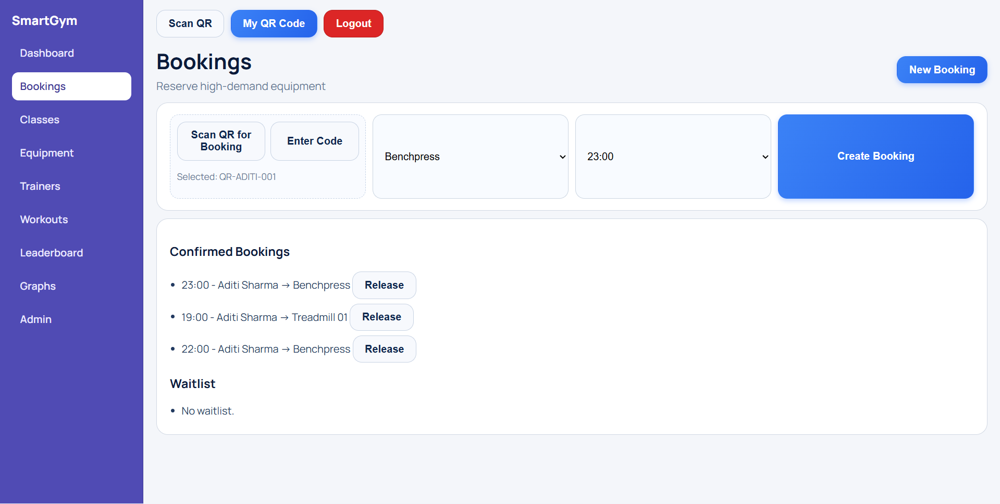 SmartGym
Dashboard
Bookings
Classes
Equipment
Trainers
Workouts
Leaderboard
Graphs
Admin
Scan QR
My QR Code
Logout
Bookings
Reserve high-demand equipment
New Booking
Scan QR for
Booking
Enter Code
Selected: QR-ADITI-001
Benchpress
23:00
Create Booking
Confirmed Bookings
• 23:00 - Aditi Sharma → Benchpress Release
• 19:00 - Aditi Sharma → Treadmill 01 Release
• 22:00 - Aditi Sharma → Benchpress Release
Waitlist
• No waitlist.